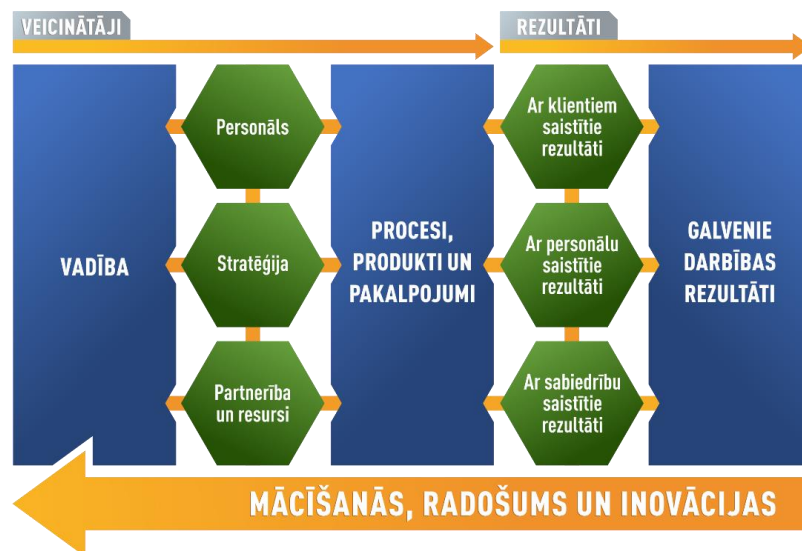 VEICINĀTĀJI
REZULTĀTI
VADĪBA
Personāls
Stratēģija
Partnerība
un resursi
PROCESI,
PRODUKTI UN
PAKALPOJUMI
Ar klientiem
saistītie
rezultāti
Ar personālu
saistītie
rezultāti
Ar sabiedrību
saistītie
rezultāti
GALVENIE
DARBĪBAS
REZULTĀTI
MĀCĪŠANĀS, RADOŠUMS UN INOVĀCIJAS